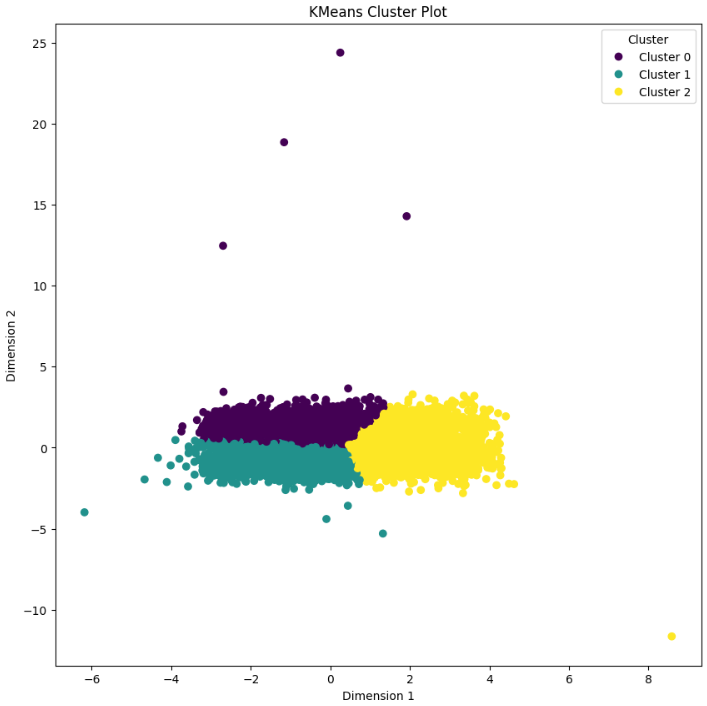 KMeans Cluster Plot
Cluster
Cluster 0
Cluster 1
Cluster 2
25
20
15
10
5
0
−5
−10
Dimension 2
−6
−4
−2
0
2
4
6
8
Dimension 1